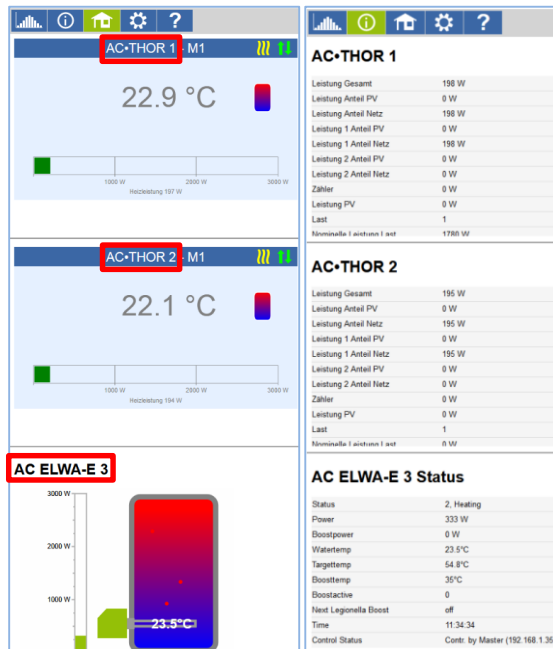 AC•THOR 1 - M1
22.9 °C
1000 W 2000 W 3000 W
Heizleistung 197 W
AC•THOR 2 - M1
22.1 °C
1000 W 2000 W 3000 W
Heizleistung 194 W
AC ELWA-E 3
3000 W
2000 W
1000 W
23.5°C
?
?
AC•THOR 1
Leistung Gesamt 198 W
Leistung Anteil PV 0 W
Leistung Anteil Netz 198 W
Leistung 1 Anteil PV 0 W
Leistung 1 Anteil Netz 198 W
Leistung 2 Anteil PV 0 W
Leistung 2 Anteil Netz 0 W
Zähler 0 W
Leistung PV 0 W
Last 1
Nominelle Leistung Last 1780 W
AC•THOR 2
Leistung Gesamt 195 W
Leistung Anteil PV 0 W
Leistung Anteil Netz 195 W
Leistung 1 Anteil PV 0 W
Leistung 1 Anteil Netz 195 W
Leistung 2 Anteil PV 0 W
Leistung 2 Anteil Netz 0 W
Zähler 0 W
Leistung PV 0 W
Last 1
Nominelle Leistung Last 0 W
AC ELWA-E 3 Status
Status 2, Heating
Power 333 W
Boostpower 0 W
Watertemp 23.5°C
Targettemp 54.8°C
Boosttemp 35°C
Boostactive 0
Next Legionella Boost off
Time 11:34:34
Control Status Contr. by Master (192.168.1.35